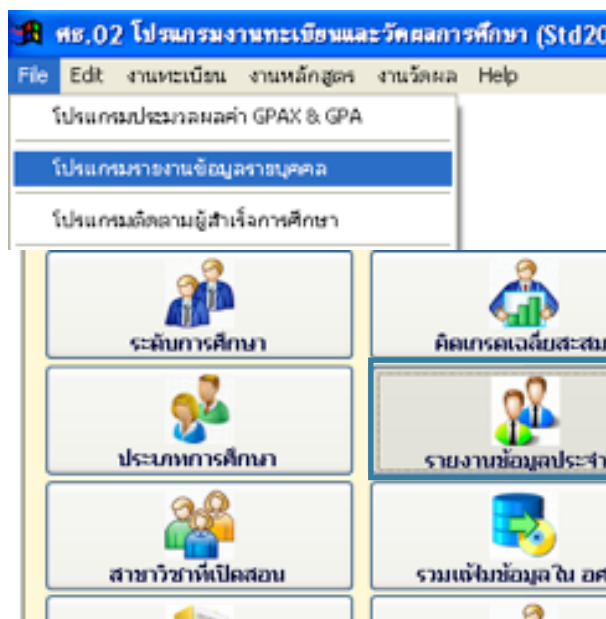 ศธ.02 โปรแกรมงานทะเบียนและวัดผลการศึกษา (Std20
File Edit งานทะเบียน งานหลักสูตร งานวัดผล Help
โปรแกรมประมวลผลค่า GPAX & GPA
โปรแกรมรายงานข้อมูลรายบุคคล
โปรแกรมติดตามผู้สำเร็จการศึกษา
ระดับการศึกษา
คิดเกรดเฉลี่ยสะสม
ประเภทการศึกษา
รายงานข้อมูลประจำ
สาขาวิชาที่เปิดสอน
รวมแฟ้มข้อมูลใน อศ